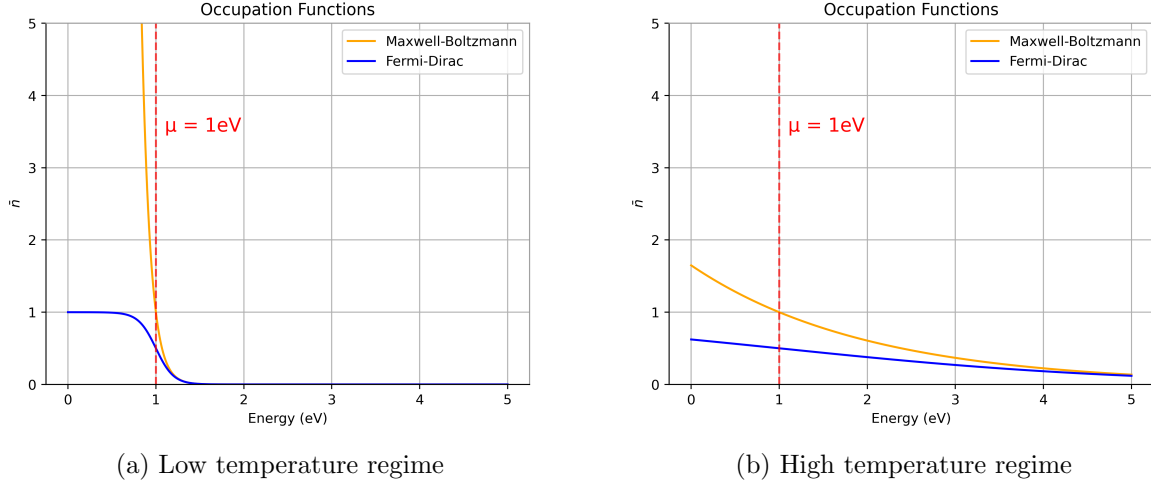 Occupation Functions
5
4
3
2
1
0
n̄
Maxwell-Boltzmann
Fermi-Dirac
μ = 1eV
0 1 2 3 4 5
Energy (eV)
(a) Low temperature regime
Occupation Functions
5
4
3
2
1
0
n̄
Maxwell-Boltzmann
Fermi-Dirac
μ = 1eV
0 1 2 3 4 5
Energy (eV)
(b) High temperature regime